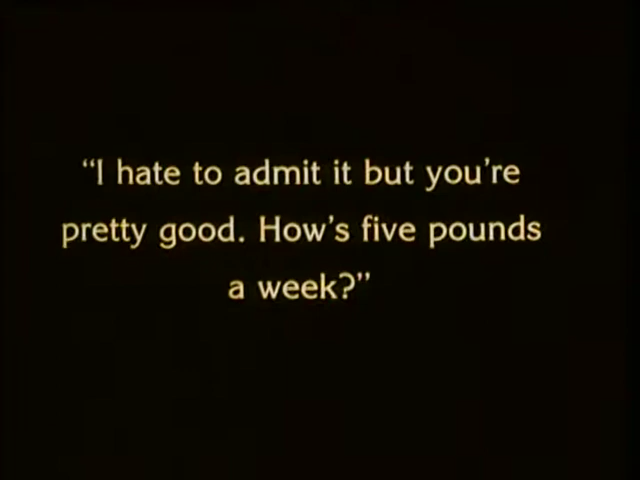 “I hate to admit it but you’re
pretty good. How’s five pounds
a week?”